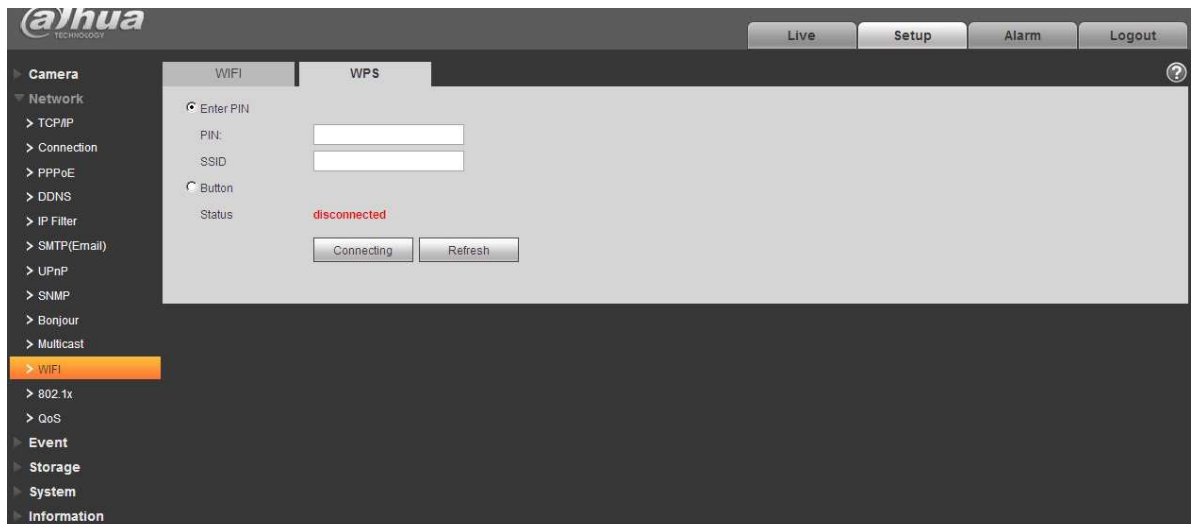 alhua
TECHNOLOGY
Live Setup Alarm Logout
Camera
Network
> TCP/IP
> Connection
> PPPoE
> DDNS
> IP Filter
> SMTP(Email)
> UPnP
> SNMP
> Bonjour
> Multicast
> WIFI
> 802.1x
> QoS
Event
Storage
System
Information
WIFI WPS
?
Enter PIN
PIN:
SSID
Button
Status disconnected
Connecting Refresh